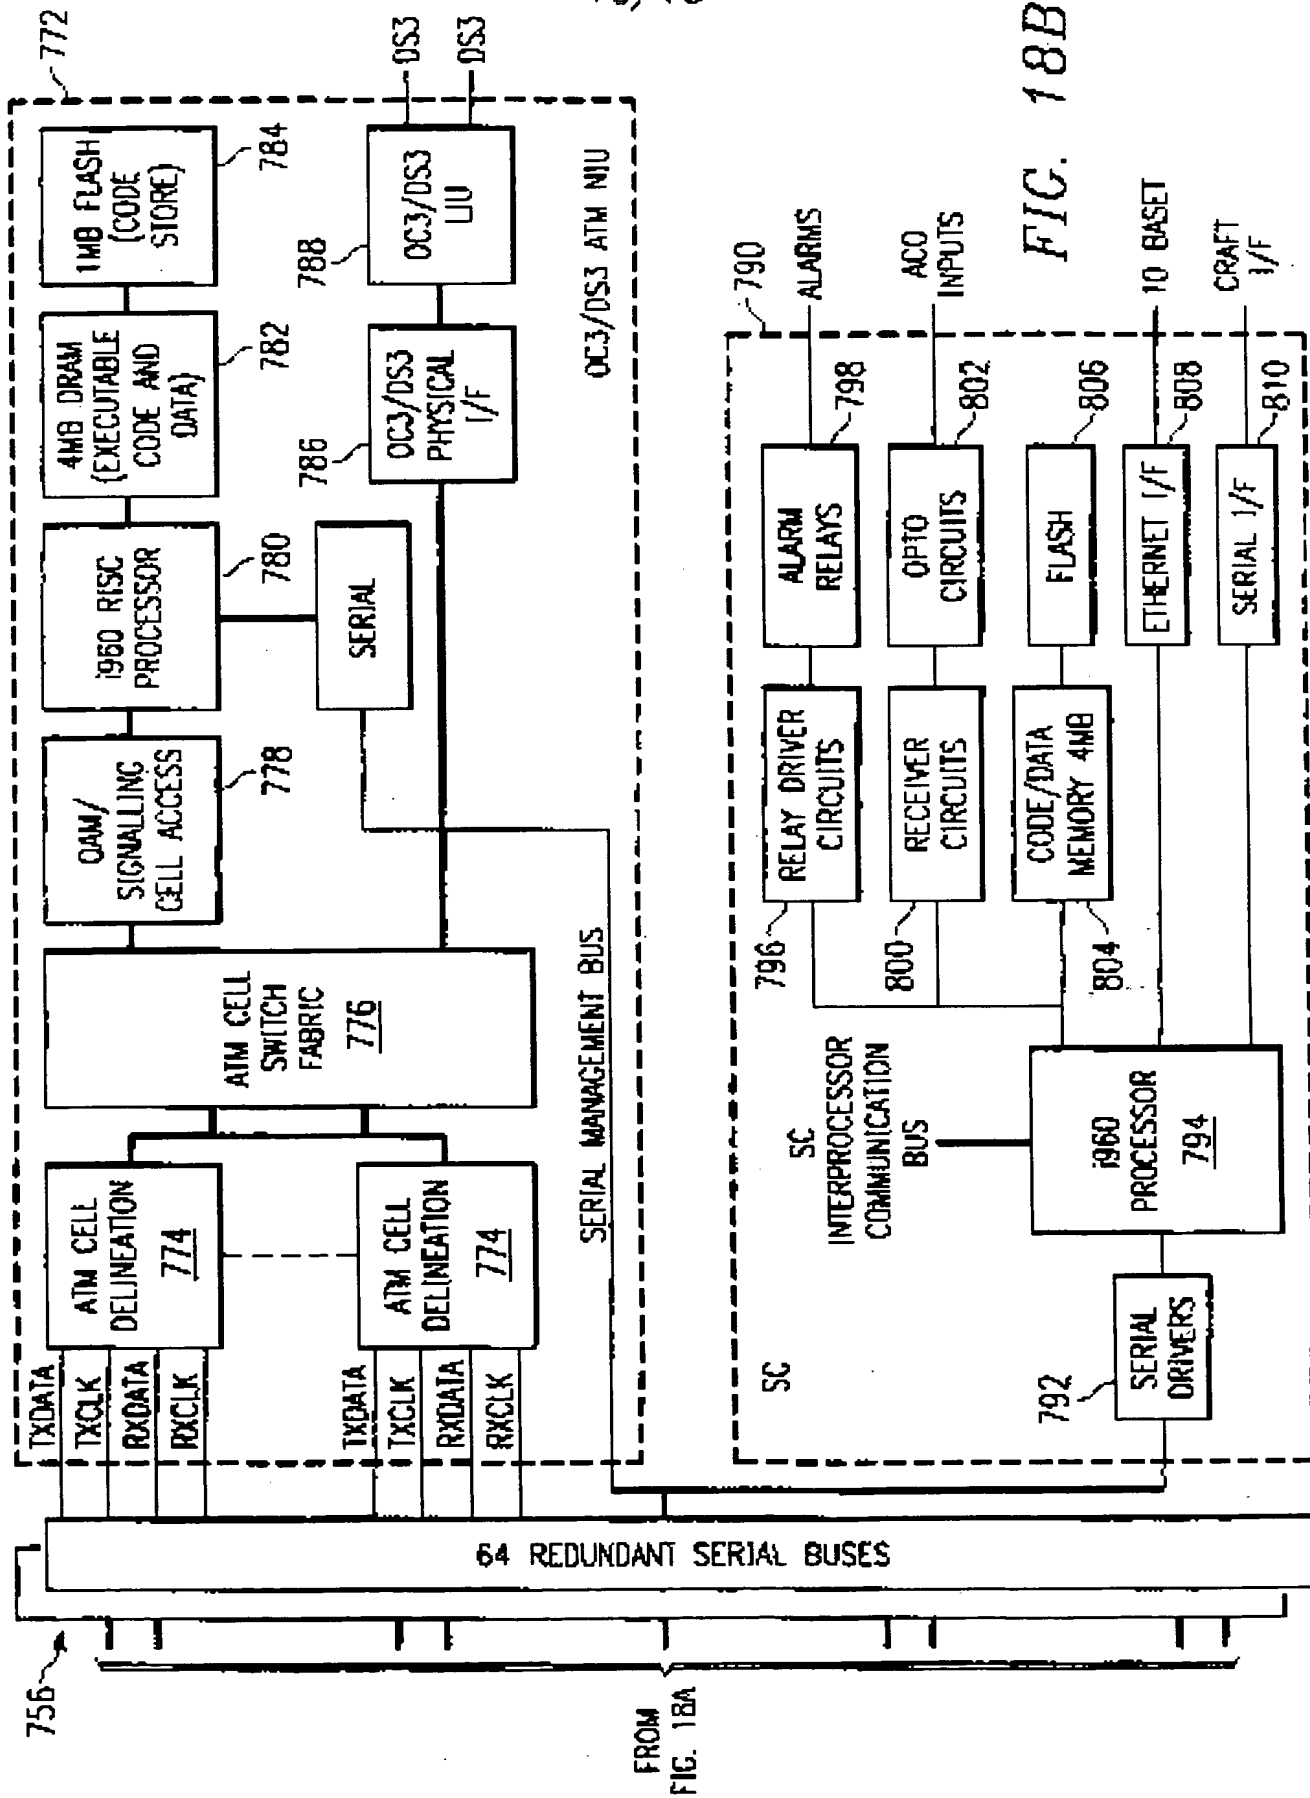 772
1MB FLASH
(CODE
STORE)
784
4MB DRAM
(EXECUTABLE
CODE AND
DATA)
782
i960 RISC
PROCESSOR
780
OAM/
SIGNALLING
CELL ACCESS
778
SERIAL
788
OC3/DS3
LIU
DS3
DS3
786
OC3/DS3
PHYSICAL
I/F
OC3/DS3 ATM NIU
ATM CELL
SWITCH
FABRIC
776
ATM CELL
DELINEATION
774
ATM CELL
DELINEATION
774
TXDATA
TXCLK
RXDATA
RXCLK
TXDATA
TXCLK
RXDATA
RXCLK
SERIAL MANAGEMENT BUS
64 REDUNDANT SERIAL BUSES
756
FROM
FIG. 18A
790
ALARMS
ACO
INPUTS
10 BASET
CRAFT
I/F
ALARM
RELAYS
798
OPTO
CIRCUITS
802
FLASH
806
ETHERNET I/F
808
SERIAL I/F
810
RELAY DRIVER
CIRCUITS
796
RECEIVER
CIRCUITS
800
CODE/DATA
MEMORY 4MB
804
SC
INTERPROCESSOR
COMMUNICATION
BUS
i960
PROCESSOR
794
SERIAL
DRIVERS
792
SC
FIG. 18B